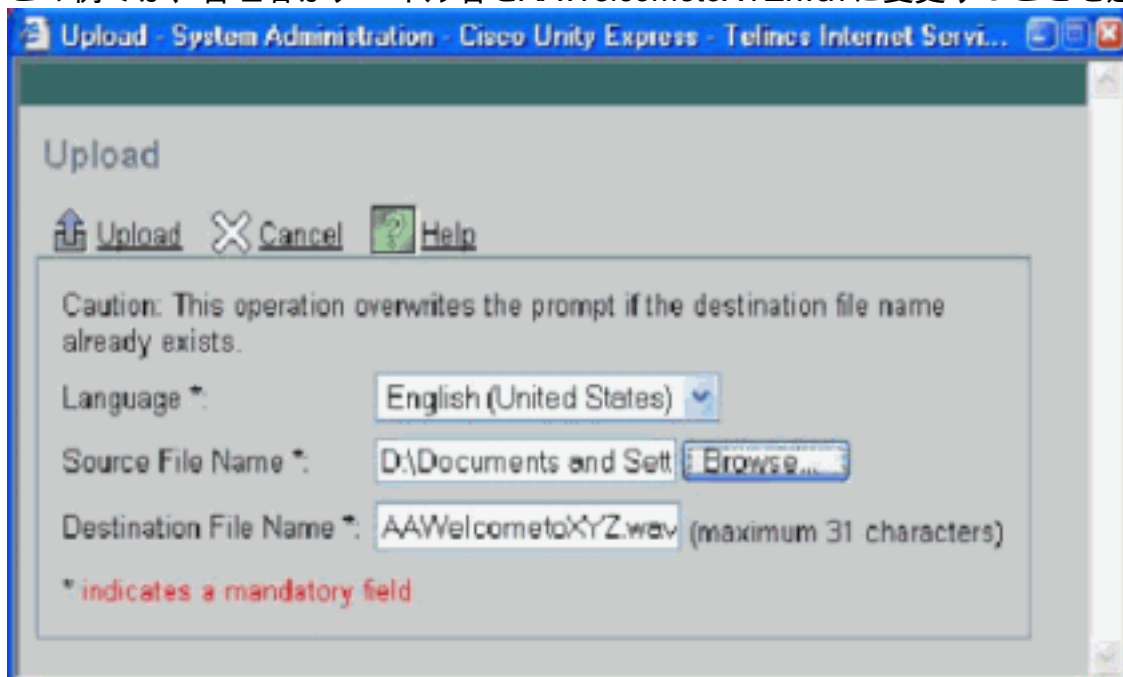 Upload - System Administration - Cisco Unity Express - Telincs Internet Servi...
Upload
Upload Cancel ? Help
Caution: This operation overwrites the prompt if the destination file name
already exists.
Language *: English (United States)
Source File Name *: D:\Documents and Sett Browse...
Destination File Name *: AAWelcometoXYZ.wav (maximum 31 characters)
* indicates a mandatory field